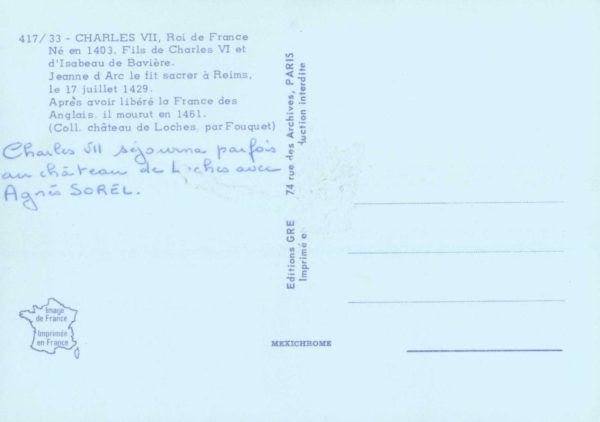 417/33 - CHARLES VII, Roi de France
Né en 1403. Fils de Charles VI et
d'Isabeau de Bavière.
Jeanne d'Arc le fit sacrer à Reims,
le 17 juillet 1429.
Après avoir libéré la France des
Anglais, il mourut en 1461.
(Coll. château de Loches, par Fouquet)
Charles VII séjourna parfois
au château de Loches avec
Agnès SOREL.
Editions GRE 74 rue des Archives, PARIS
Imprimé e uction interdite
Image
de France
Imprimée
en France
MEXICHROME